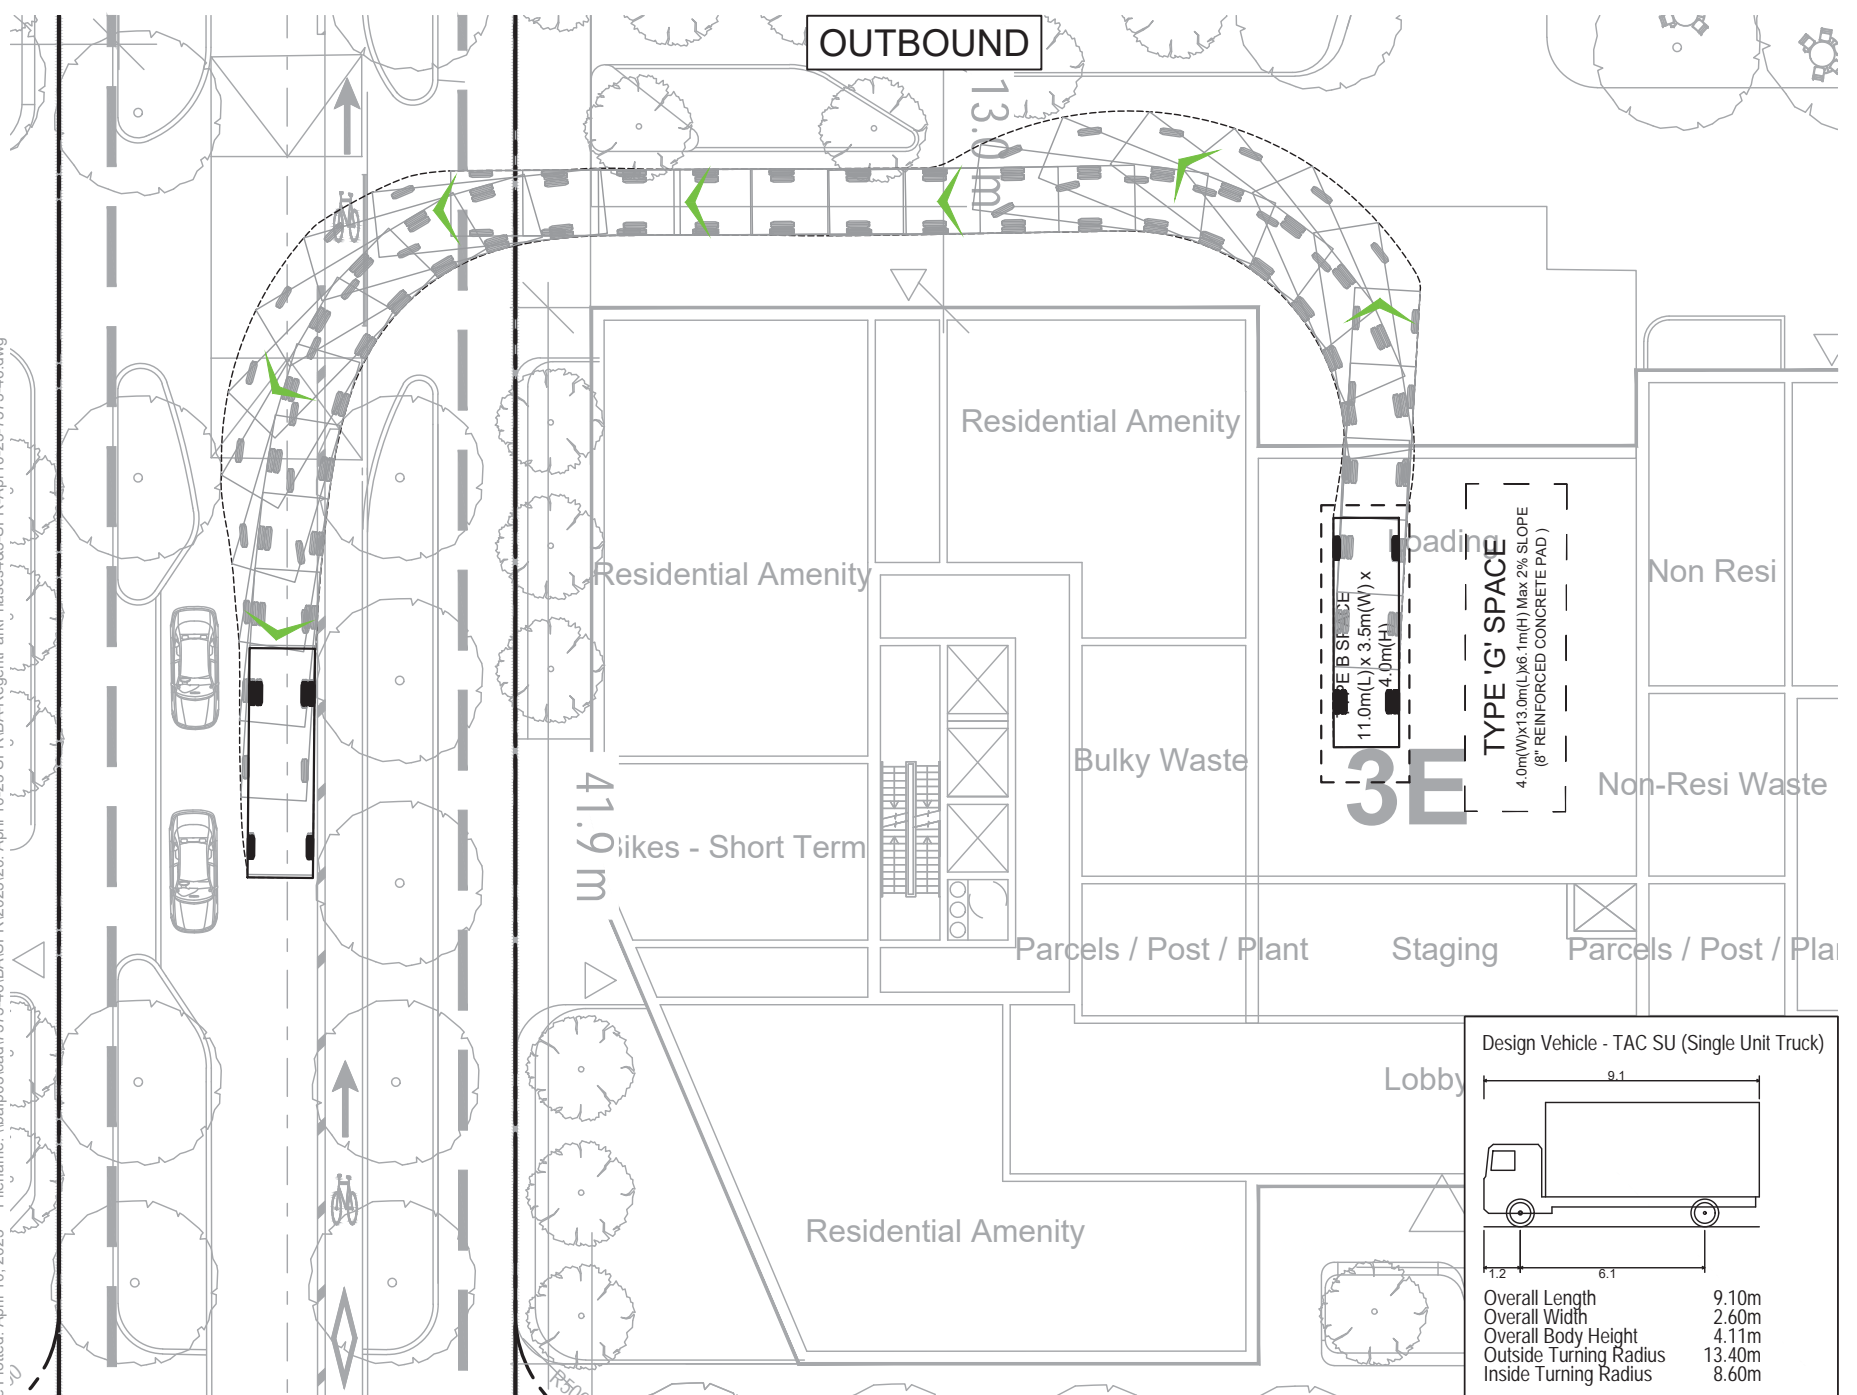 OUTBOUND
13.0 m
Residential Amenity
Residential Amenity
Loading
Non Resi
TYPE B SPACE
11.0m(L) x 3.5m(W) x
4.0m(H)
TYPE 'G' SPACE
4.0m(W)x13.0m(L)x6.1m(H) Max 2% SLOPE
(8" REINFORCED CONCRETE PAD )
Bulky Waste
3E
Non-Resi Waste
41.9 m
Bikes - Short Term
Parcels / Post / Plant
Staging
Parcels / Post / Plan
Lobby
Residential Amenity
Design Vehicle - TAC SU (Single Unit Truck)
9.1
1.2
6.1
Overall Length 9.10m
Overall Width 2.60m
Overall Body Height 4.11m
Outside Turning Radius 13.40m
Inside Turning Radius 8.60m